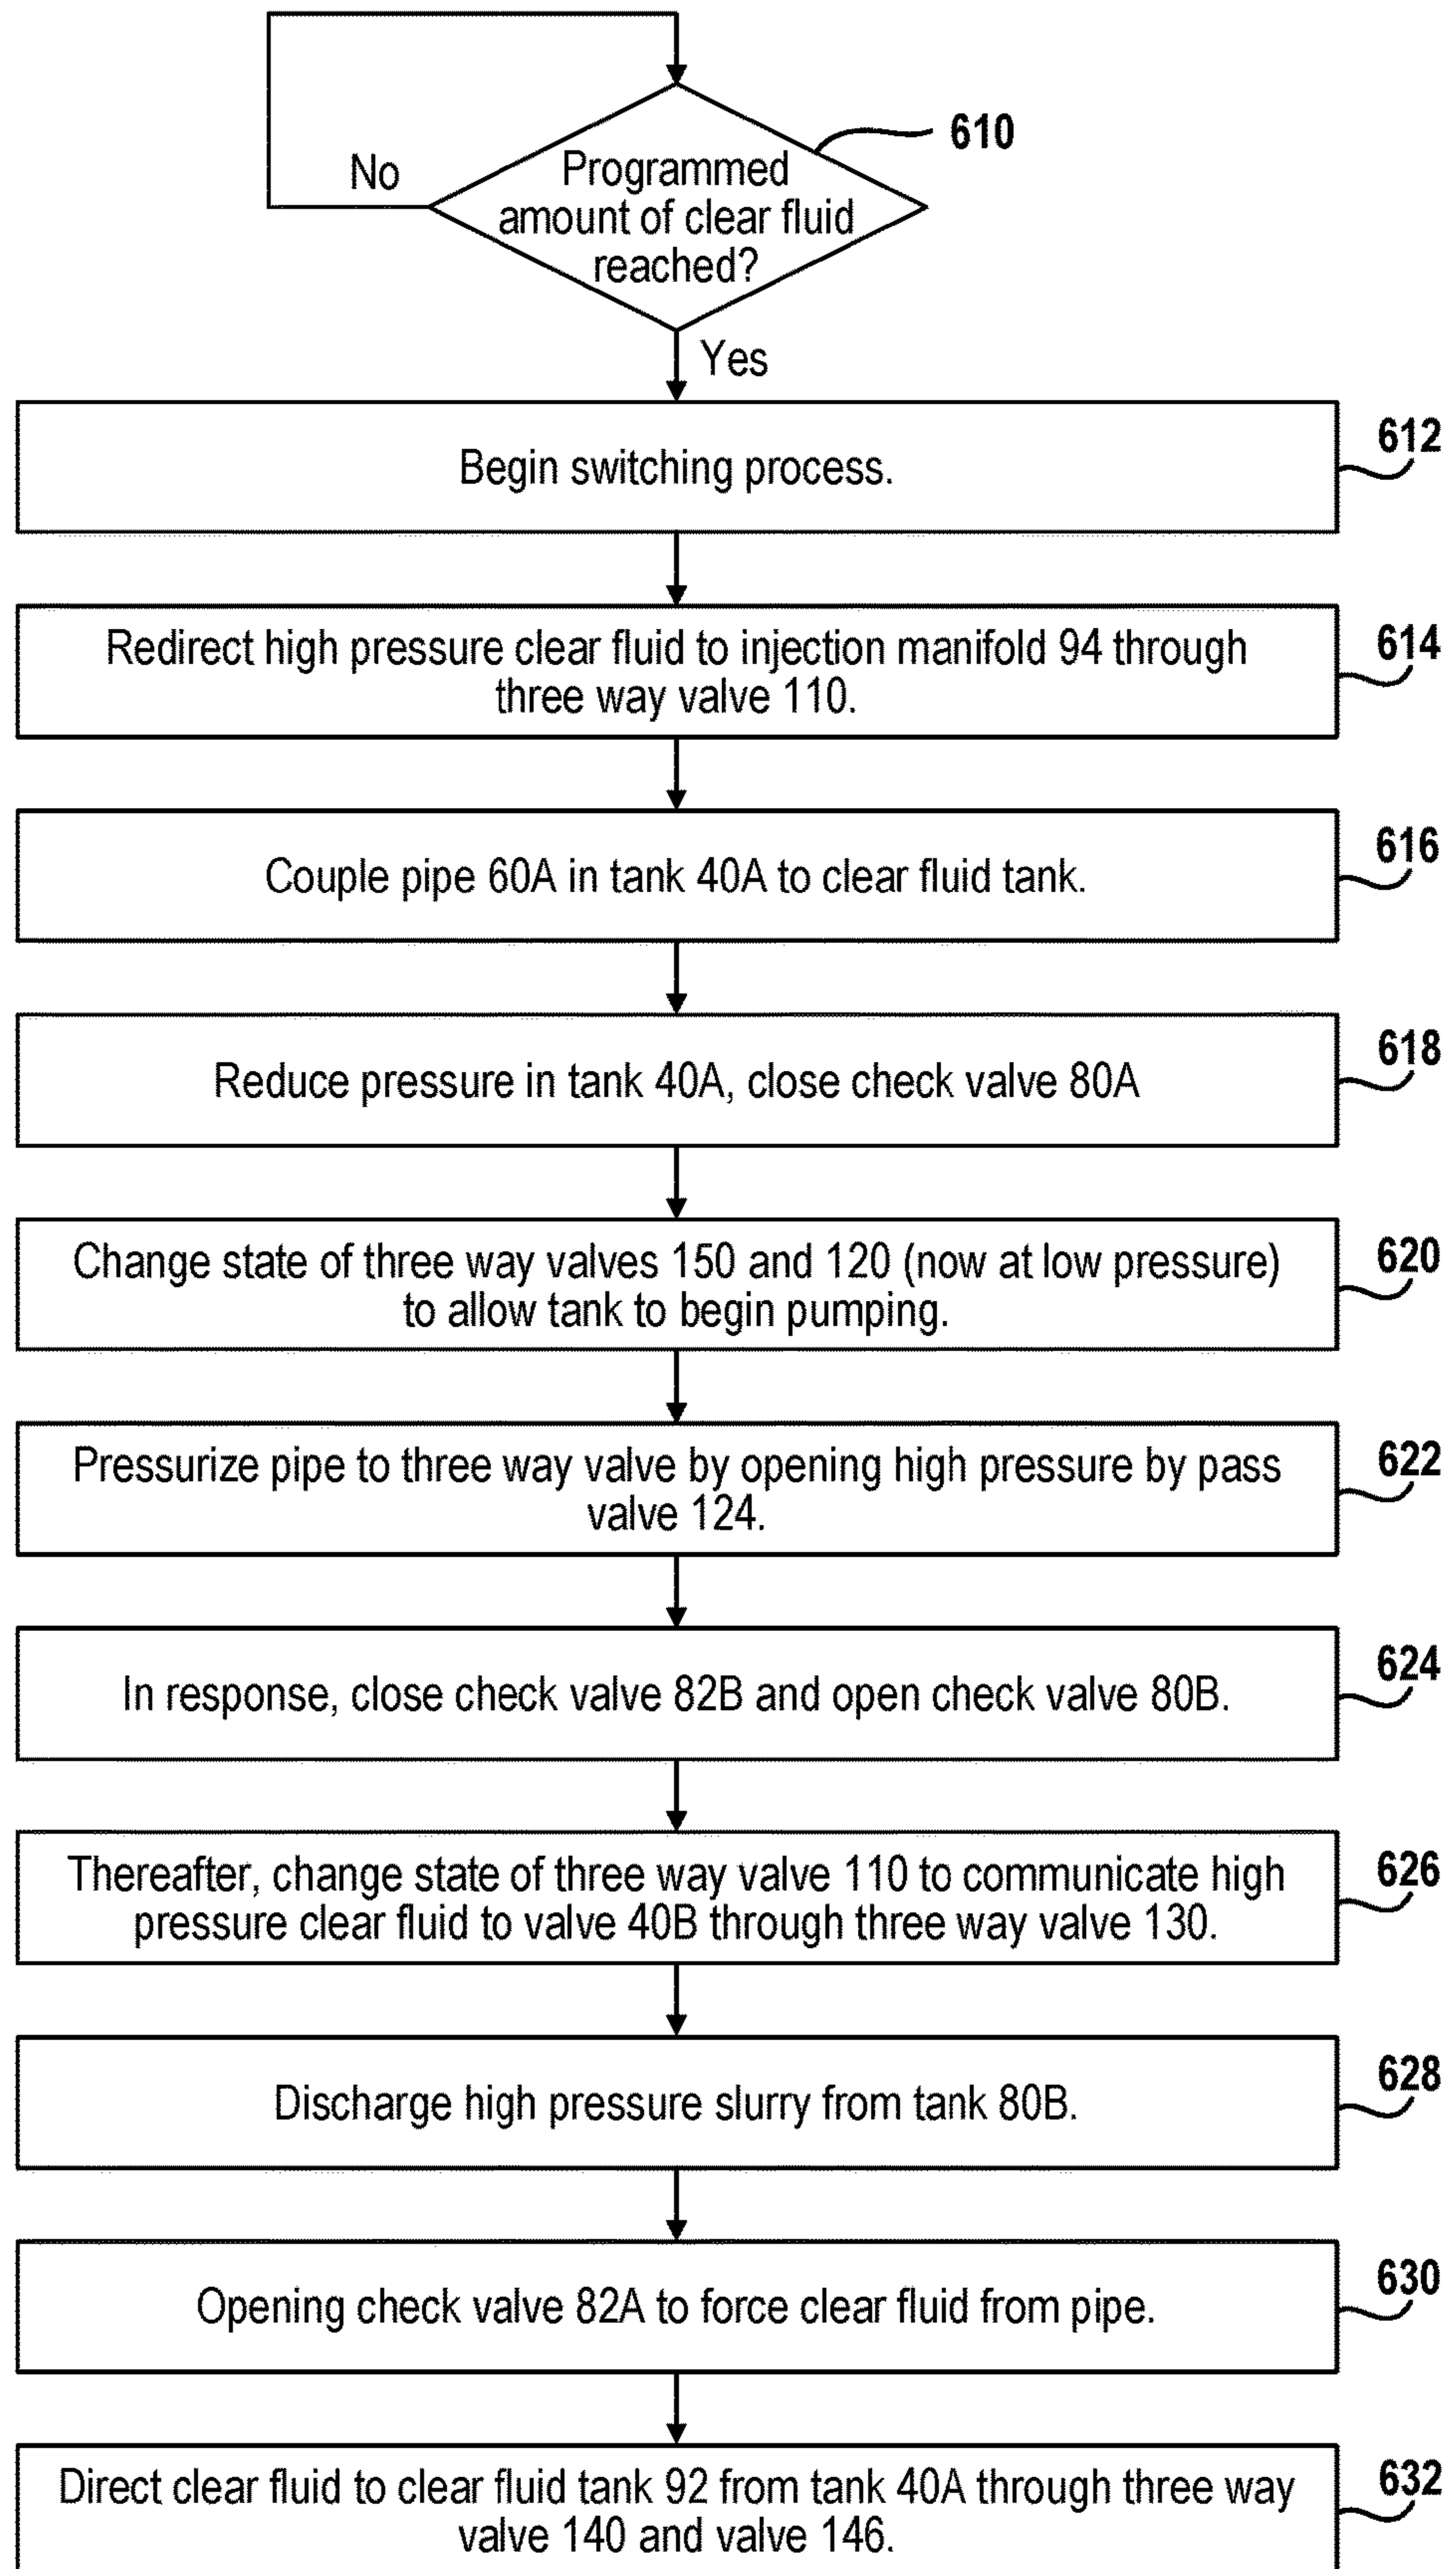 610
No
Programmed
amount of clear fluid
reached?
Yes
612
Begin switching process.
614
Redirect high pressure clear fluid to injection manifold 94 through
three way valve 110.
616
Couple pipe 60A in tank 40A to clear fluid tank.
618
Reduce pressure in tank 40A, close check valve 80A
620
Change state of three way valves 150 and 120 (now at low pressure)
to allow tank to begin pumping.
622
Pressurize pipe to three way valve by opening high pressure by pass
valve 124.
624
In response, close check valve 82B and open check valve 80B.
626
Thereafter, change state of three way valve 110 to communicate high
pressure clear fluid to valve 40B through three way valve 130.
628
Discharge high pressure slurry from tank 80B.
630
Opening check valve 82A to force clear fluid from pipe.
632
Direct clear fluid to clear fluid tank 92 from tank 40A through three way
valve 140 and valve 146.